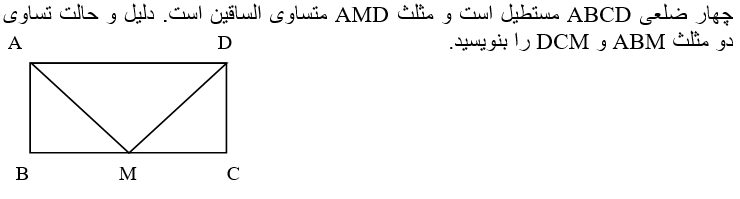 چهار ضلعی ABCD مستطیل است و مثلث AMD متساوی الساقین است. دلیل و حالت تساوی
دو مثلث ABM و DCM را بنویسید.
A D
B M C